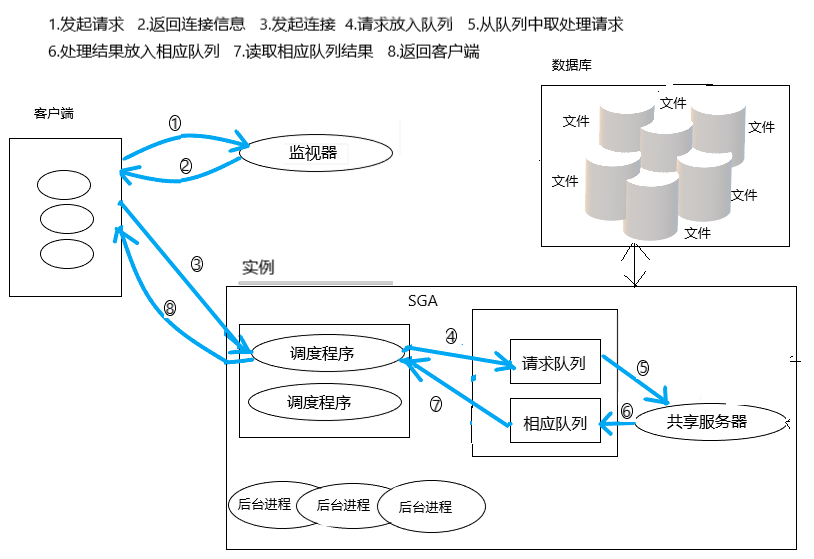 1.发起请求 2.返回连接信息 3.发起连接 4.请求放入队列 5.从队列中取处理请求
6.处理结果放入相应队列 7.读取相应队列结果 8.返回客户端
数据库
文件
文件
文件
文件
文件
文件
客户端
①
监视器
②
③
实例
SGA
⑧
调度程序
④
请求队列
⑤
调度程序
⑦
相应队列
⑥
共享服务器
后台进程
后台进程
后台进程